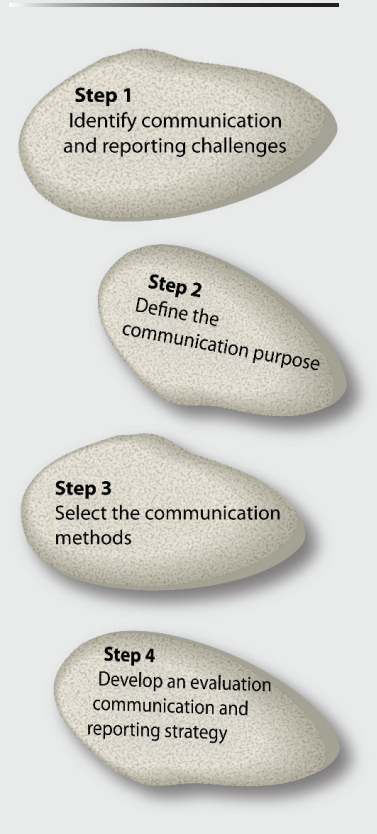 Step 1
Identify communication
and reporting challenges
Step 2
Define the
communication purpose
Step 3
Select the communication
methods
Step 4
Develop an evaluation
communication and
reporting strategy